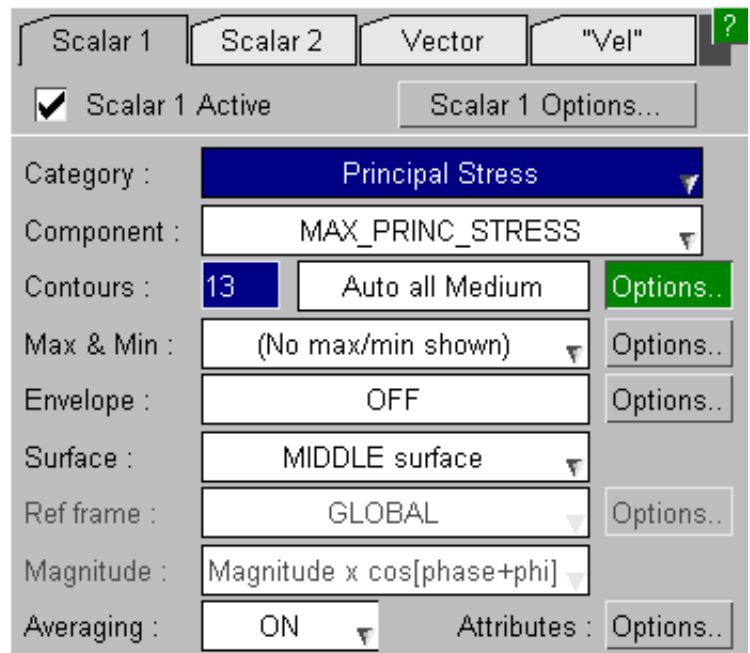 Scalar 1 Scalar 2 Vector "Vel" ?
Scalar 1 Active Scalar 1 Options...
Category : Principal Stress
Component : MAX_PRINC_STRESS
Contours : 13 Auto all Medium Options..
Max & Min : (No max/min shown) Options..
Envelope : OFF Options..
Surface : MIDDLE surface
Ref frame : GLOBAL Options..
Magnitude : Magnitude x cos[phase+phi]
Averaging : ON Attributes : Options..